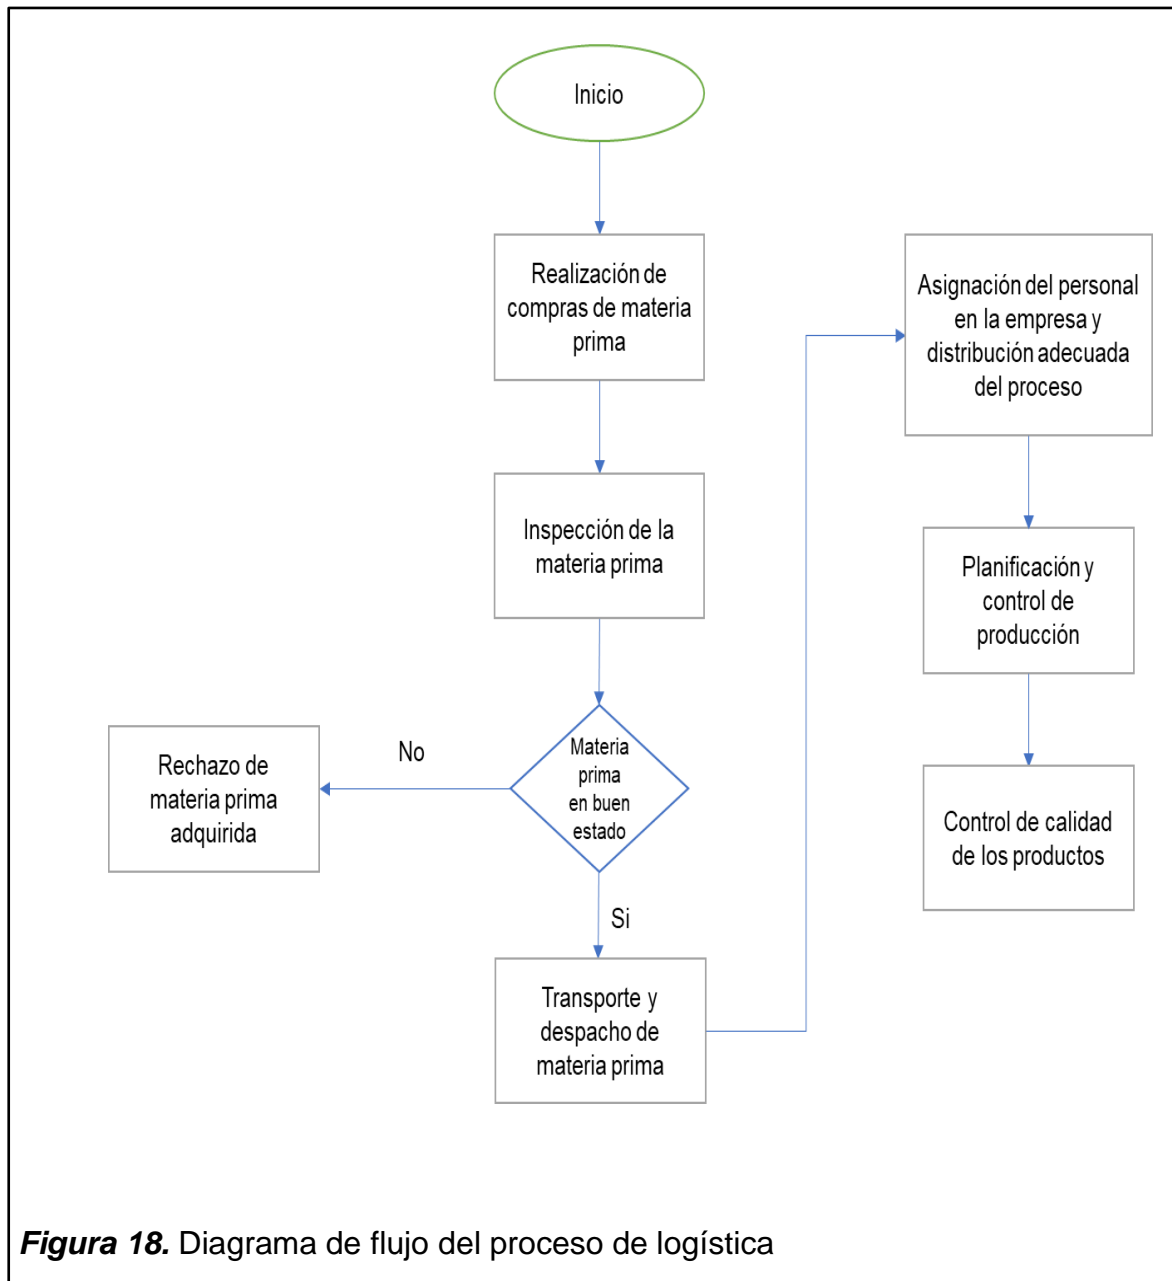 Inicio
Realización de
compras de materia
prima
Inspección de la
materia prima
Materia
prima
en buen
estado
No
Rechazo de
materia prima
adquirida
Si
Transporte y
despacho de
materia prima
Asignación del personal
en la empresa y
distribución adecuada
del proceso
Planificación y
control de
producción
Control de calidad
de los productos
Figura 18. Diagrama de flujo del proceso de logística